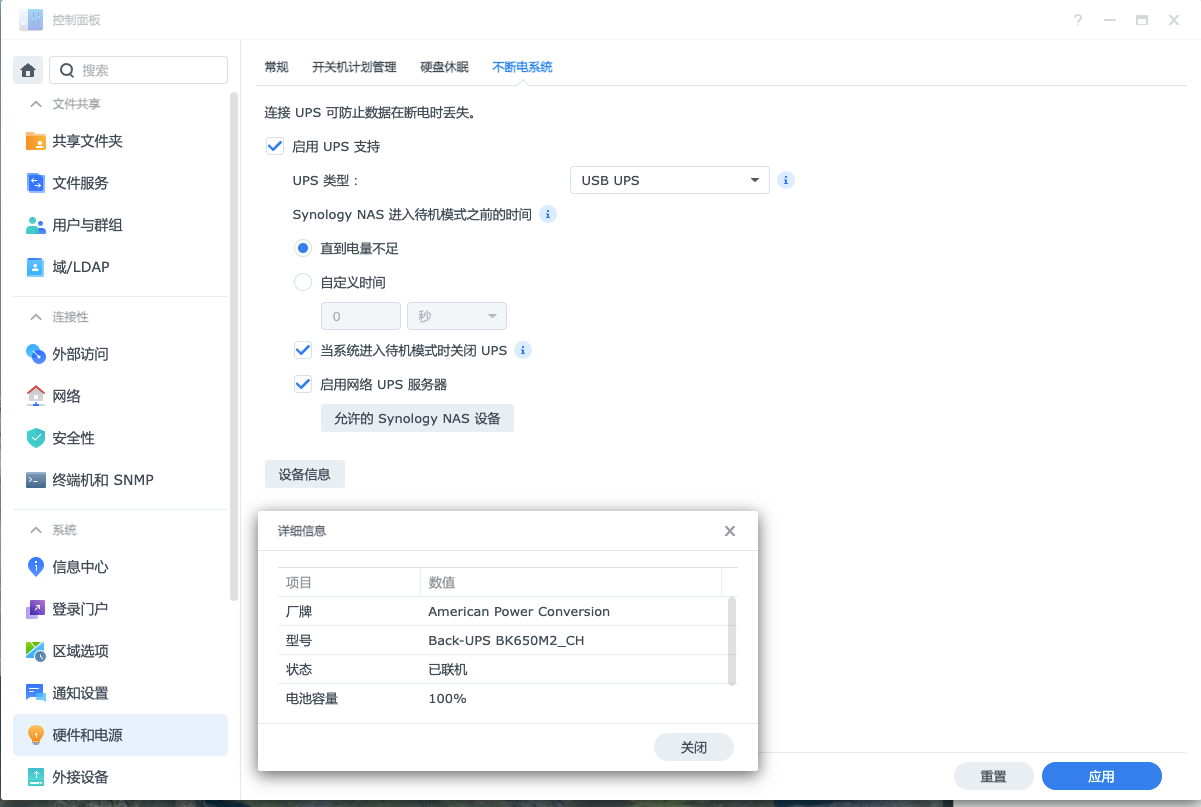 控制面板
搜索
文件共享
共享文件夹
文件服务
用户与群组
域/LDAP
连接性
外部访问
网络
安全性
终端机和 SNMP
系统
信息中心
登录门户
区域选项
通知设置
硬件和电源
外接设备
常规 开关机计划管理 硬盘休眠 不断电系统
连接 UPS 可防止数据在断电时丢失。
启用 UPS 支持
UPS 类型： USB UPS
Synology NAS 进入待机模式之前的时间
直到电量不足
自定义时间
0 秒
当系统进入待机模式时关闭 UPS
启用网络 UPS 服务器
允许的 Synology NAS 设备
设备信息
详细信息
项目 数值
厂牌 American Power Conversion
型号 Back-UPS BK650M2_CH
状态 已联机
电池容量 100%
关闭
重置 应用